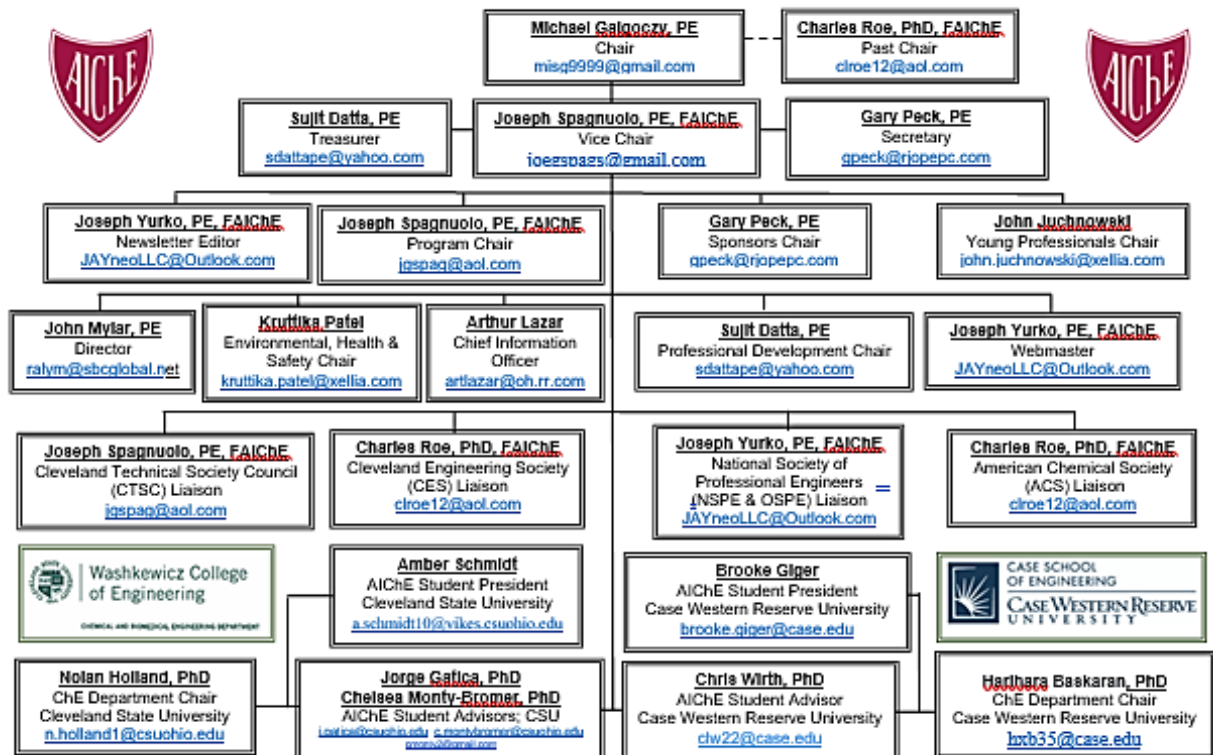 AIChE
Michael Galgoczy, PE
Chair
misg9999@gmail.com
Charles Roe, PhD, FAIChE
Past Chair
clroe12@aol.com
AIChE
Sujit Datta, PE
Treasurer
sdattape@yahoo.com
Joseph Spagnuolo, PE, FAIChE
Vice Chair
joegspags@gmail.com
Gary Peck, PE
Secretary
gpeck@rjopepc.com
Joseph Yurko, PE, FAIChE
Newsletter Editor
JAYneoLLC@Outlook.com
Joseph Spagnuolo, PE, FAIChE
Program Chair
jgspag@aol.com
Gary Peck, PE
Sponsors Chair
gpeck@rjopepc.com
John Juchnowski
Young Professionals Chair
john.juchnowski@xellia.com
John Mylar, PE
Director
ralym@sbcglobal.net
Kruttika Patel
Environmental, Health &
Safety Chair
kruttika.patel@xellia.com
Arthur Lazar
Chief Information
Officer
artlazar@oh.rr.com
Sujit Datta, PE
Professional Development Chair
sdattape@yahoo.com
Joseph Yurko, PE, FAIChE
Webmaster
JAYneoLLC@Outlook.com
Joseph Spagnuolo, PE, FAIChE
Cleveland Technical Society Council
(CTSC) Liaison
jgspag@aol.com
Charles Roe, PhD, FAIChE
Cleveland Engineering Society
(CES) Liaison
clroe12@aol.com
Joseph Yurko, PE, FAIChE
National Society of
Professional Engineers
(NSPE & OSPE) Liaison
JAYneoLLC@Outlook.com
Charles Roe, PhD, FAIChE
American Chemical Society
(ACS) Liaison
clroe12@aol.com
Washkewicz College
of Engineering
CHEMICAL AND BIOMEDICAL ENGINEERING DEPARTMENT
Amber Schmidt
AIChE Student President
Cleveland State University
a.schmidt10@vikes.csuohio.edu
Brooke Giger
AIChE Student President
Case Western Reserve University
brooke.giger@case.edu
CASE SCHOOL
OF ENGINEERING
CASE WESTERN RESERVE
UNIVERSITY
Nolan Holland, PhD
ChE Department Chair
Cleveland State University
n.holland1@csuohio.edu
Jorge Gatica, PhD
Chelsea Monty-Bromer, PhD
AIChE Student Advisors; CSU
j.gatica@csuohio.edu c.montybromer@csuohio.edu
Chris Wirth, PhD
AIChE Student Advisor
Case Western Reserve University
clw22@case.edu
Harihara Baskaran, PhD
ChE Department Chair
Case Western Reserve University
hxb35@case.edu